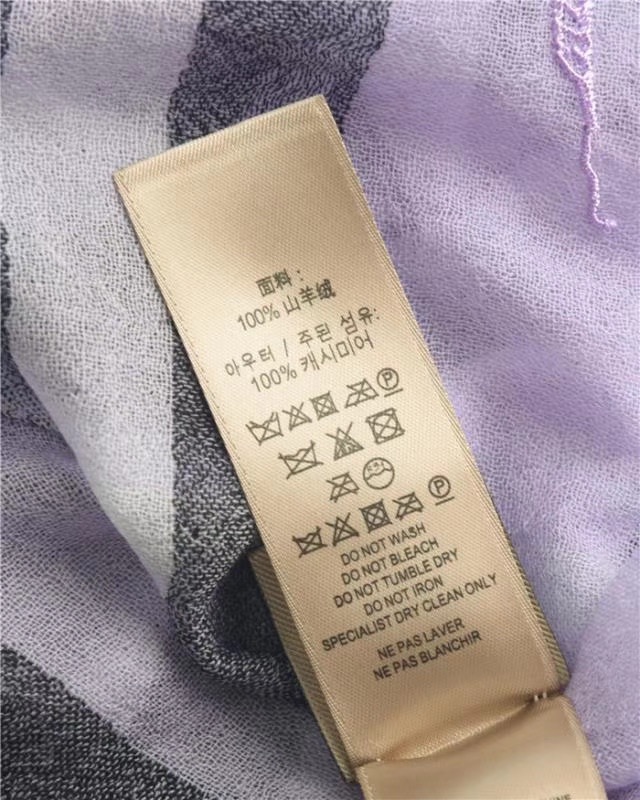 面料：
100% 山羊绒
아우터 / 주된 섬유:
100% 캐시미어
P
P
DO NOT WASH
DO NOT BLEACH
DO NOT TUMBLE DRY
DO NOT IRON
SPECIALIST DRY CLEAN ONLY
NE PAS LAVER
NE PAS BLANCHIR